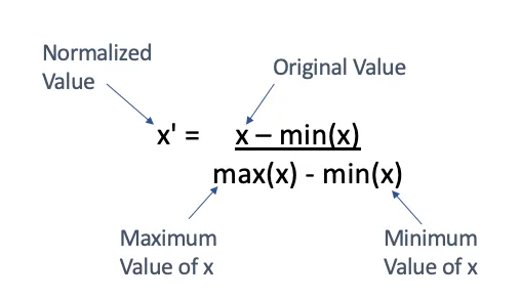 Normalized
Value
Original Value
x' = x – min(x)
max(x) - min(x)
Maximum
Value of x
Minimum
Value of x